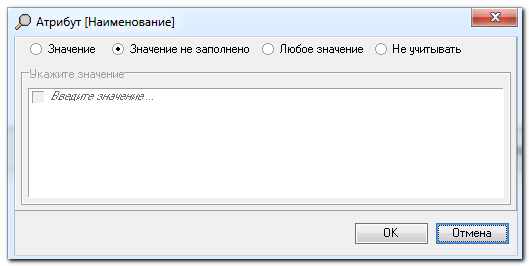 Атрибут [Наименование]
Значение Значение не заполнено Любое значение Не учитывать
Укажите значение
Введите значение ...
OK Отмена